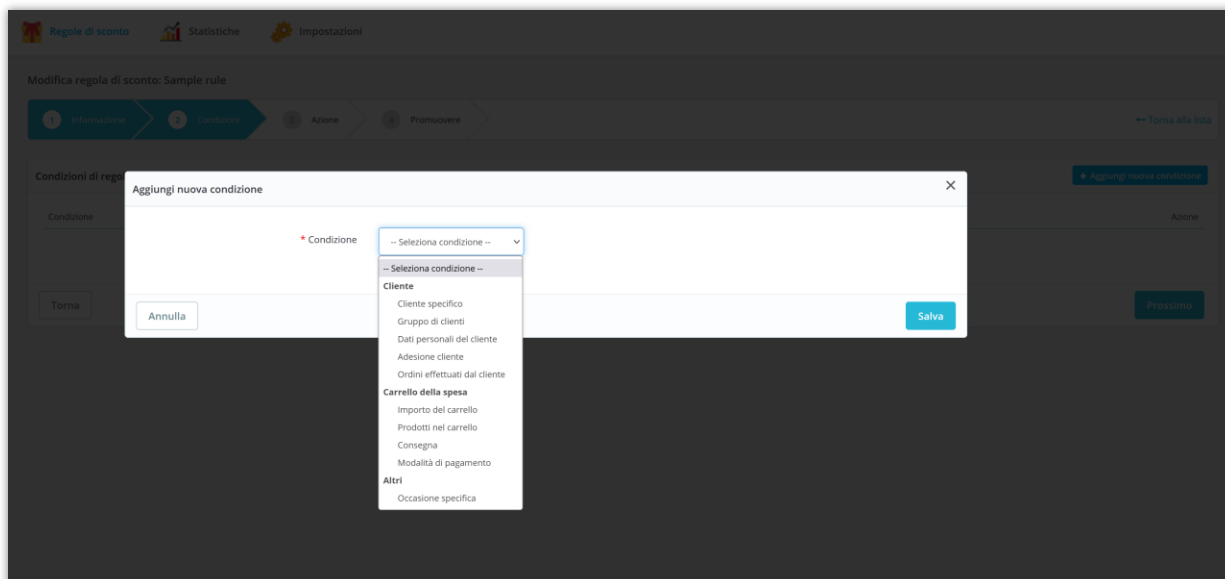 Regole di sconto
Statistiche
Impostazioni
Modifica regola di sconto: Sample rule
1 Informazione
2 Condizioni
3 Azione
4 Promuovere
← Torna alla lista
Condizioni di rego
+ Aggiungi nuova condizione
Condizione
Azione
Aggiungi nuova condizione
* Condizione
-- Seleziona condizione --
-- Seleziona condizione --
Cliente
Cliente specifico
Gruppo di clienti
Dati personali del cliente
Adesione cliente
Ordini effettuati dal cliente
Carrello della spesa
Importo del carrello
Prodotti nel carrello
Consegna
Modalità di pagamento
Altri
Occasione specifica
Annulla
Salva
Torna
Prossimo